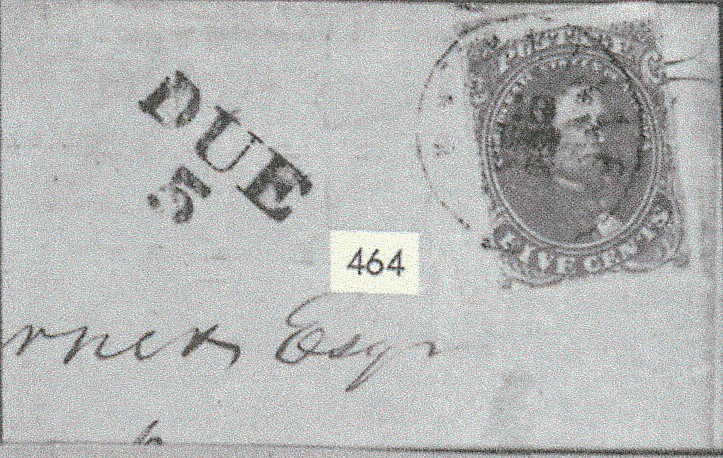 DUE
5
POSTAGE
FIVE CENTS
464
Esqr